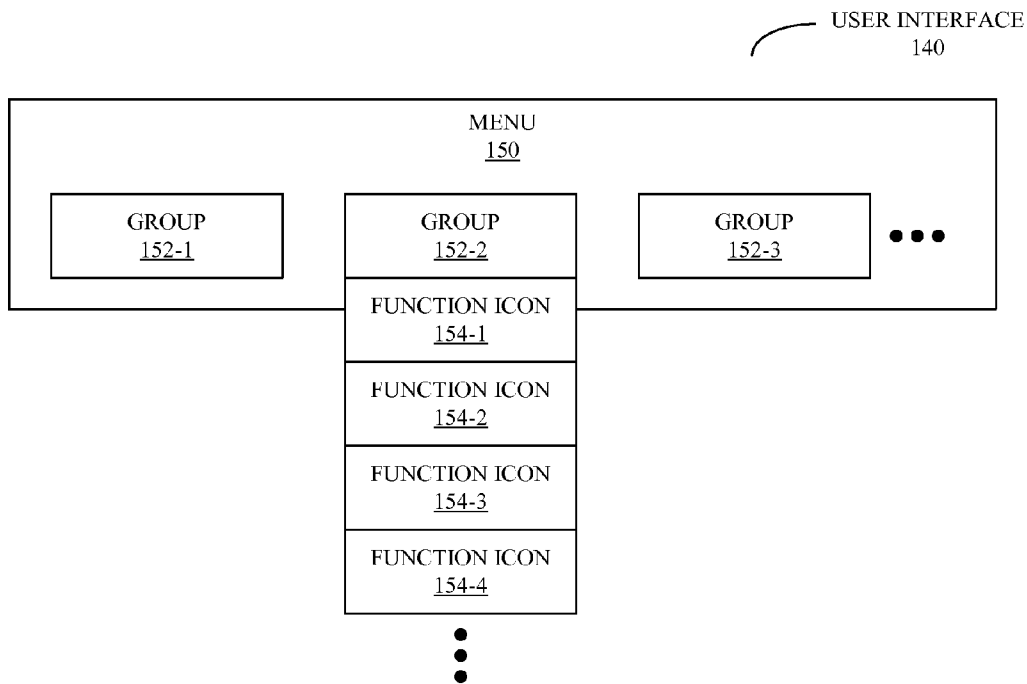 USER INTERFACE
140
MENU
150
GROUP
152-1
GROUP
152-2
GROUP
152-3
FUNCTION ICON
154-1
FUNCTION ICON
154-2
FUNCTION ICON
154-3
FUNCTION ICON
154-4